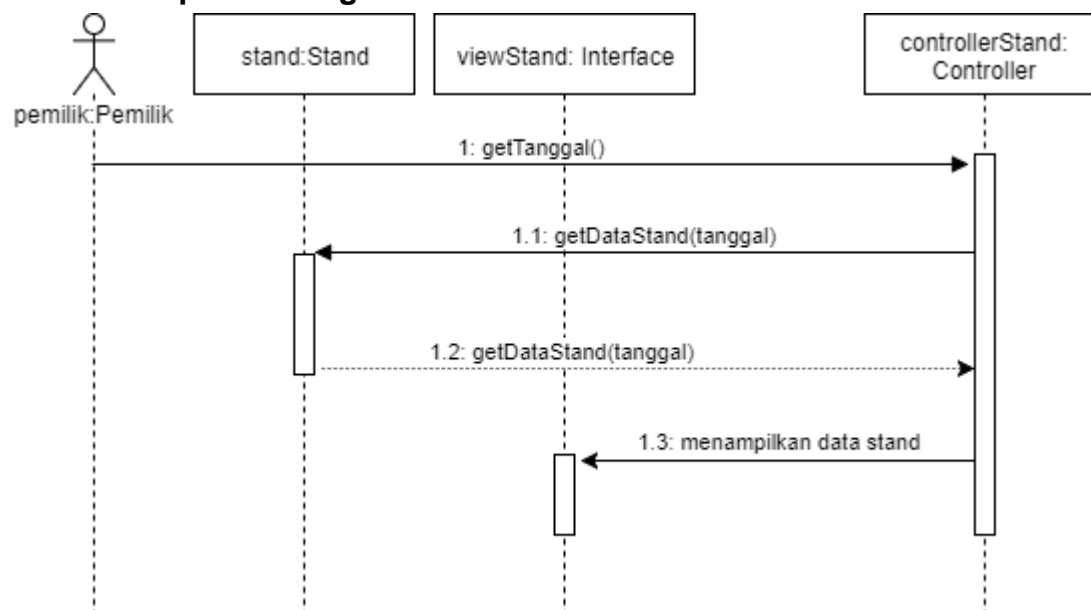 stand:Stand
viewStand: Interface
controllerStand:
Controller
pemilik:Pemilik
1: getTanggal()
1.1: getDataStand(tanggal)
1.2: getDataStand(tanggal)
1.3: menampilkan data stand